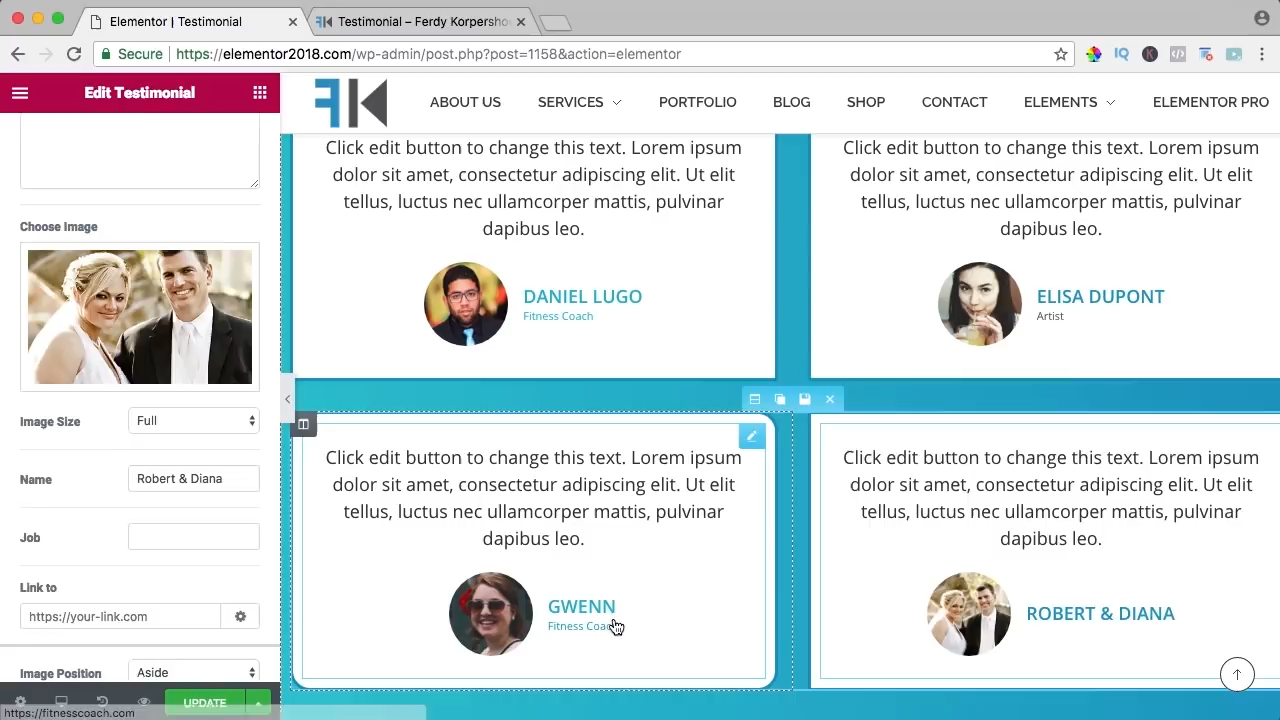 Elementor | Testimonial
Testimonial – Ferdy Korpersho
Secure
https://elementor2018.com/wp-admin/post.php?post=1158&action=elementor
Edit Testimonial
FK
ABOUT US
SERVICES
PORTFOLIO
BLOG
SHOP
CONTACT
ELEMENTS
ELEMENTOR PRO
Choose Image
Image Size
Full
Name
Robert & Diana
Job
Link to
https://your-link.com
Image Position
Aside
UPDATE
https://fitnesscoach.com
Click edit button to change this text. Lorem ipsum
dolor sit amet, consectetur adipiscing elit. Ut elit
tellus, luctus nec ullamcorper mattis, pulvinar
dapibus leo.
DANIEL LUGO
Fitness Coach
Click edit button to change this text. Lorem ipsum
dolor sit amet, consectetur adipiscing elit. Ut elit
tellus, luctus nec ullamcorper mattis, pulvinar
dapibus leo.
ELISA DUPONT
Artist
Click edit button to change this text. Lorem ipsum
dolor sit amet, consectetur adipiscing elit. Ut elit
tellus, luctus nec ullamcorper mattis, pulvinar
dapibus leo.
GWENN
Fitness Coach
Click edit button to change this text. Lorem ipsum
dolor sit amet, consectetur adipiscing elit. Ut elit
tellus, luctus nec ullamcorper mattis, pulvinar
dapibus leo.
ROBERT & DIANA